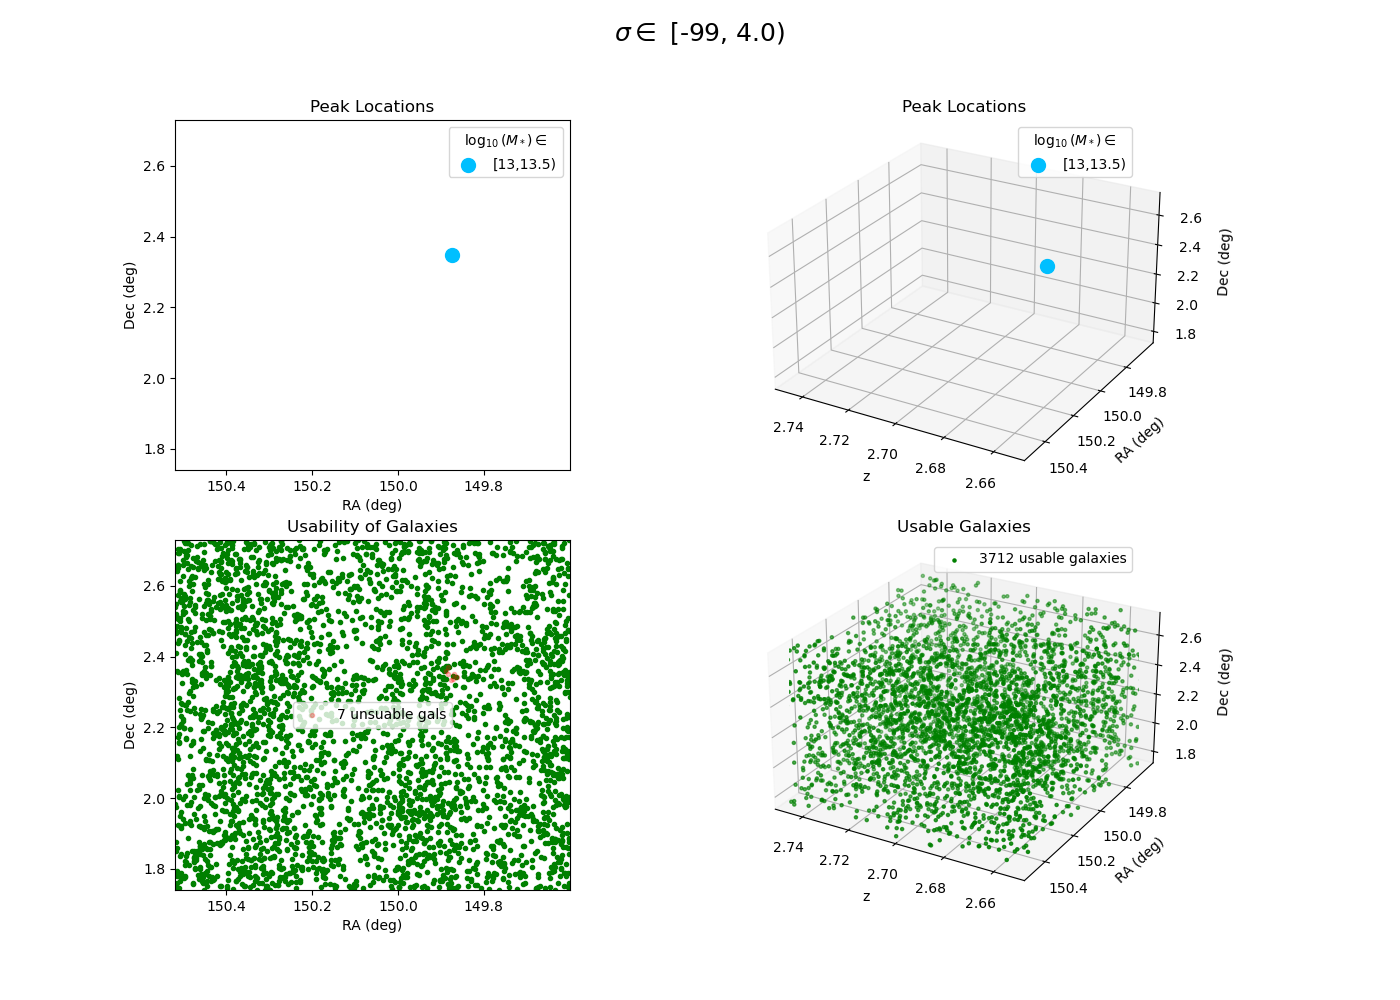 σ ∈ [-99, 4.0)
Peak Locations
log₁₀(M*) ∈
[13,13.5)
2.6
2.4
2.2
2.0
1.8
Dec (deg)
150.4 150.2 150.0 149.8
RA (deg)
Peak Locations
log₁₀(M*) ∈
[13,13.5)
2.6
2.4
2.2
2.0
1.8
Dec (deg)
149.8
150.0
150.2
150.4
RA (deg)
2.74
2.72
2.70
2.68
2.66
z
Usability of Galaxies
7 unsuable gals
2.6
2.4
2.2
2.0
1.8
Dec (deg)
150.4 150.2 150.0 149.8
RA (deg)
Usable Galaxies
3712 usable galaxies
2.6
2.4
2.2
2.0
1.8
Dec (deg)
149.8
150.0
150.2
150.4
RA (deg)
2.74
2.72
2.70
2.68
2.66
z